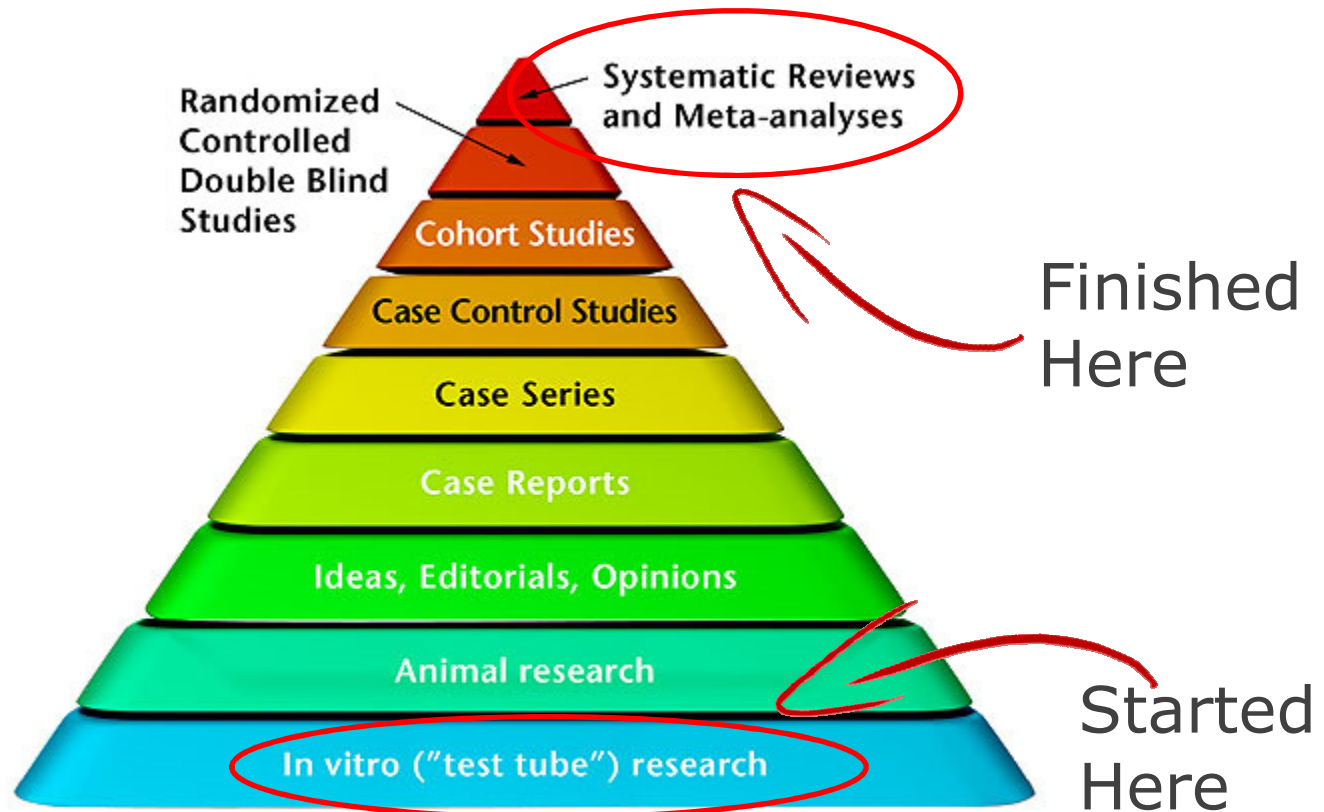 Systematic Reviews
and Meta-analyses
Randomized
Controlled
Double Blind
Studies
Cohort Studies
Finished
Here
Case Control Studies
Case Series
Case Reports
Ideas, Editorials, Opinions
Animal research
Started
Here
In vitro ("test tube") research